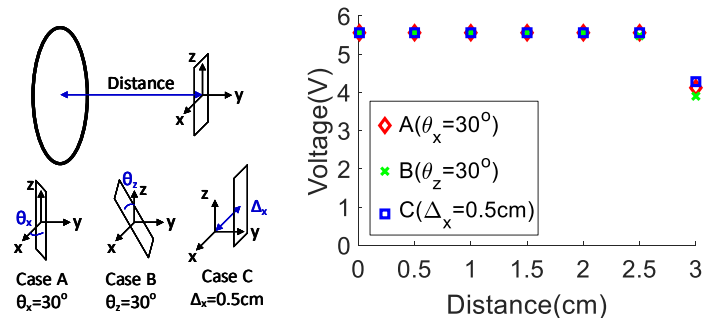 Distance
z
y
x
z
θx
y
x
θz
z
y
x
z
Δx
y
x
Case A
θx=30°
Case B
θz=30°
Case C
Δx=0.5cm
6
5
4
3
2
1
0
Voltage(V)
A(θx=30°)
B(θz=30°)
C(Δx=0.5cm)
0 0.5 1 1.5 2 2.5 3
Distance(cm)